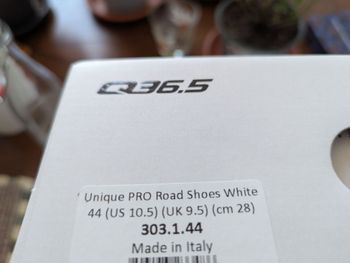 Q36.5
Unique PRO Road Shoes White
44 (US 10.5) (UK 9.5) (cm 28)
303.1.44
Made in Italy